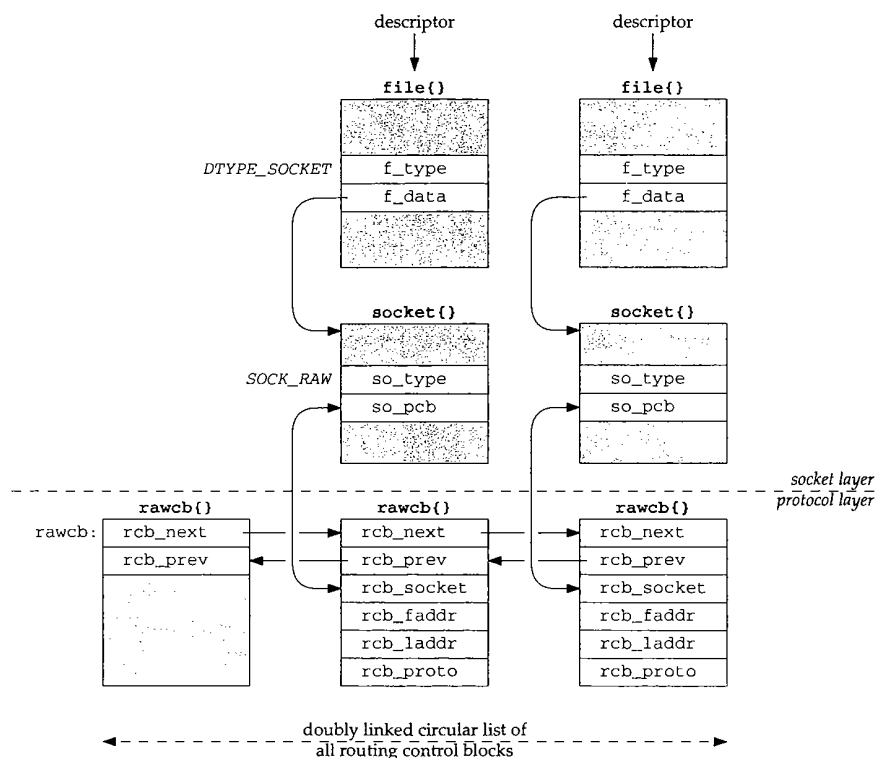 descriptor descriptor
file{} file{}
DTYPE_SOCKET f_type f_type
f_data f_data
socket{} socket{}
SOCK_RAW so_type so_type
so_pcb so_pcb
socket layer
protocol layer
rawcb{} rawcb{} rawcb{}
rawcb: rcb_next rcb_next rcb_next
rcb_prev rcb_prev rcb_prev
rcb_socket rcb_socket
rcb_faddr rcb_faddr
rcb_laddr rcb_laddr
rcb_proto rcb_proto
doubly linked circular list of
all routing control blocks